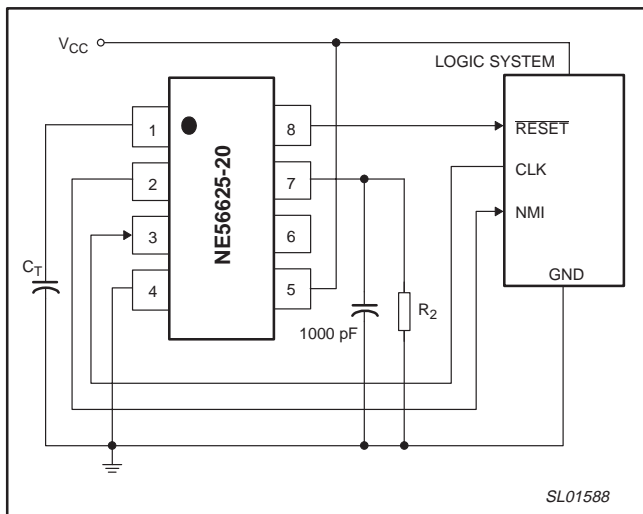 VCC
LOGIC SYSTEM
1
8
RESET
CLK
2
7
NMI
NE56625-20
3
6
CT
4
5
GND
R2
1000 pF
SL01588